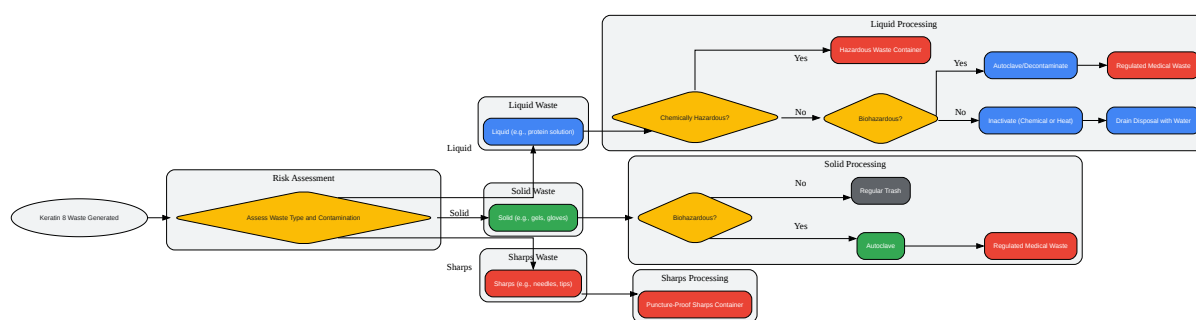 Liquid Processing
Hazardous Waste Container
Yes
Yes
Autoclave/Decontaminate
Regulated Medical Waste
Liquid Waste
Liquid (e.g., protein solution)
Chemically Hazardous?
No
Biohazardous?
No
Inactivate (Chemical or Heat)
Drain Disposal with Water
Liquid
Solid Processing
Risk Assessment
Solid Waste
No
Regular Trash
Keratin 8 Waste Generated
Assess Waste Type and Contamination
Solid
Solid (e.g., gels, gloves)
Biohazardous?
Yes
Autoclave
Regulated Medical Waste
Sharps
Sharps Waste
Sharps (e.g., needles, tips)
Sharps Processing
Puncture-Proof Sharps Container